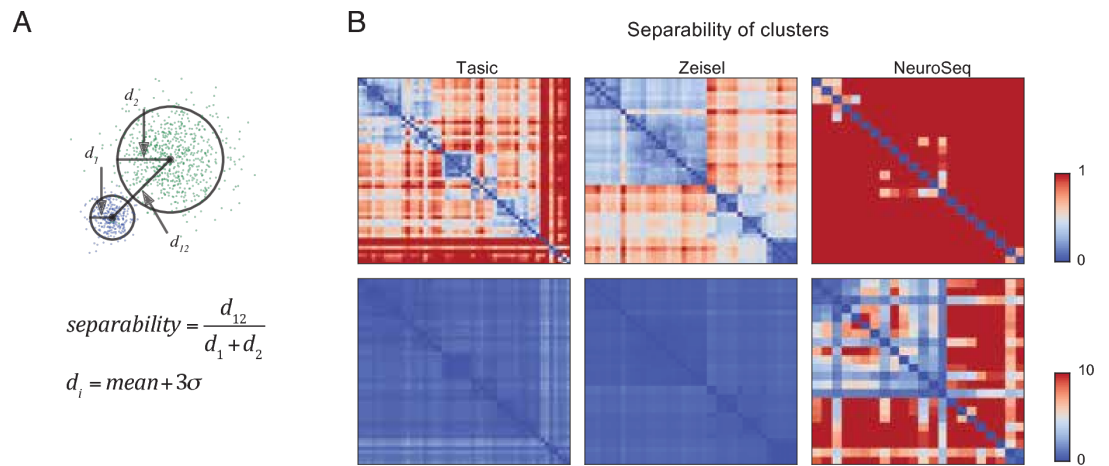 A
B
Separability of clusters
Tasic
Zeisel
NeuroSeq
d2
d1
d12
1
0
separability = d12 / d1 + d2
di = mean + 3σ
10
0